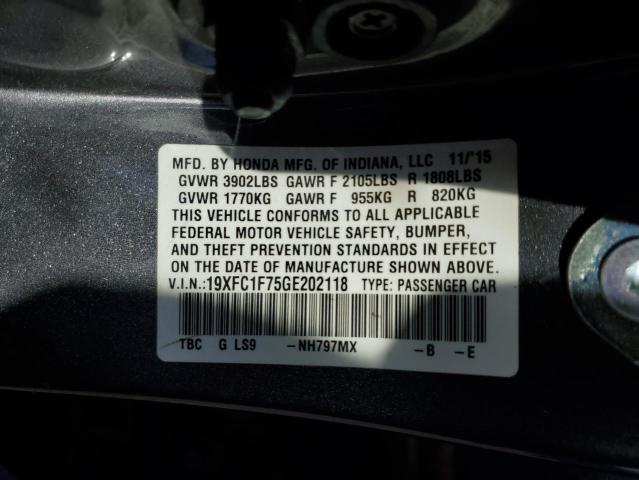 MFD. BY HONDA MFG. OF INDIANA, LLC 11/'15
GVWR 3902LBS GAWR F 2105LBS R 1808LBS
GVWR 1770KG GAWR F 955KG R 820KG
THIS VEHICLE CONFORMS TO ALL APPLICABLE
FEDERAL MOTOR VEHICLE SAFETY, BUMPER,
AND THEFT PREVENTION STANDARDS IN EFFECT
ON THE DATE OF MANUFACTURE SHOWN ABOVE.
V.I.N.:19XFC1F75GE202118 TYPE: PASSENGER CAR
TBC G LS9 -NH797MX -B -E